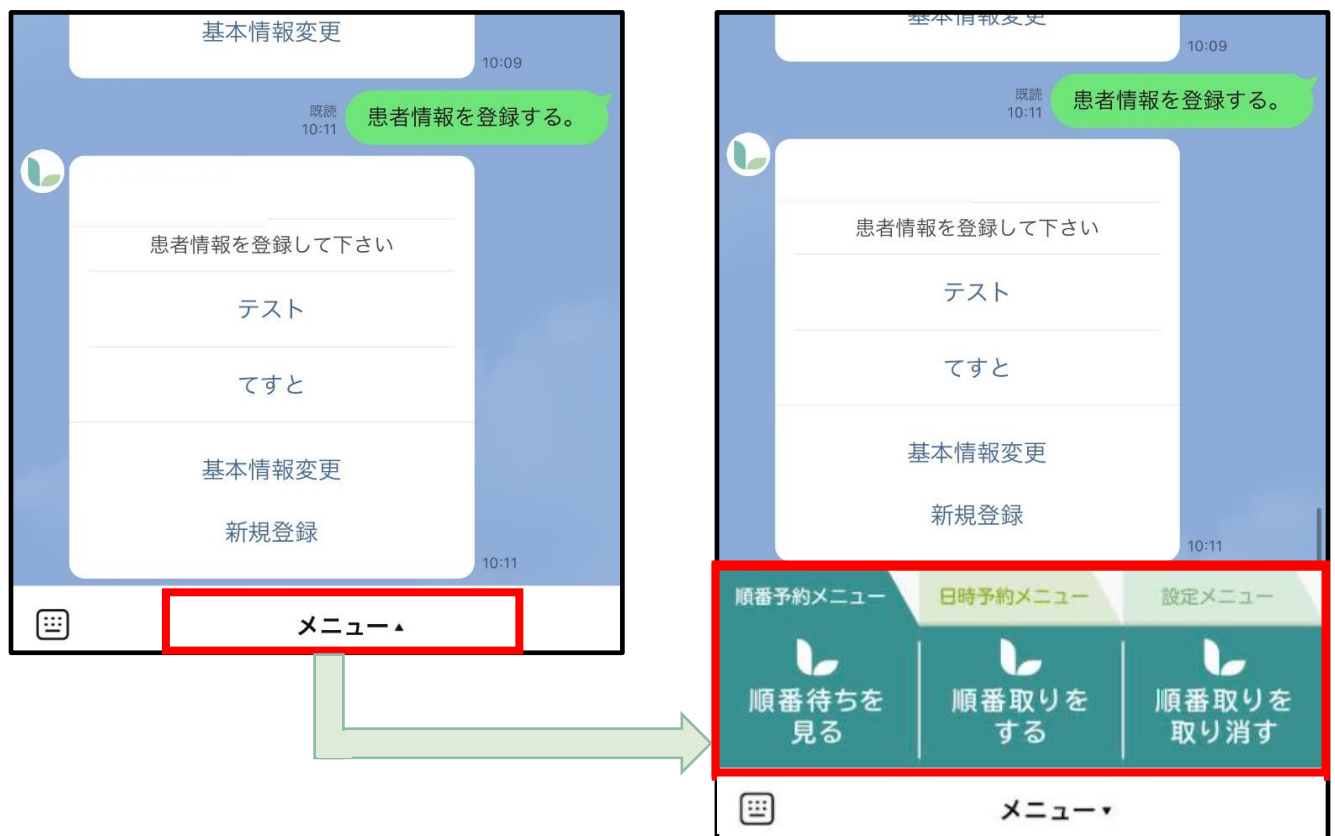 基本情報変更
10:09
既読
10:11
患者情報を登録する。
患者情報を登録して下さい
テスト
てすと
基本情報変更
新規登録
10:11
メニュー▲
基本情報変更
10:09
既読
10:11
患者情報を登録する。
患者情報を登録して下さい
テスト
てすと
基本情報変更
新規登録
10:11
順番予約メニュー
日時予約メニュー
設定メニュー
順番待ちを
見る
順番取りを
する
順番取りを
取り消す
メニュー▼